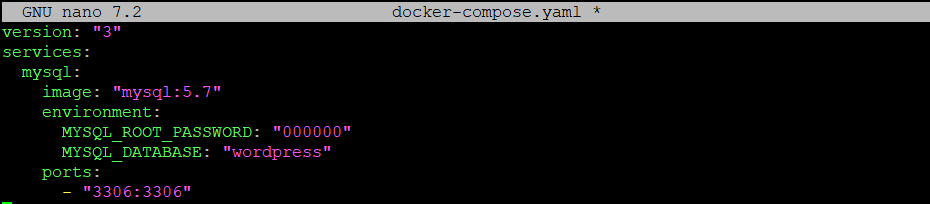 GNU nano 7.2 docker-compose.yaml *
version: "3"
services:
  mysql:
    image: "mysql:5.7"
    environment:
      MYSQL_ROOT_PASSWORD: "000000"
      MYSQL_DATABASE: "wordpress"
    ports:
      - "3306:3306"